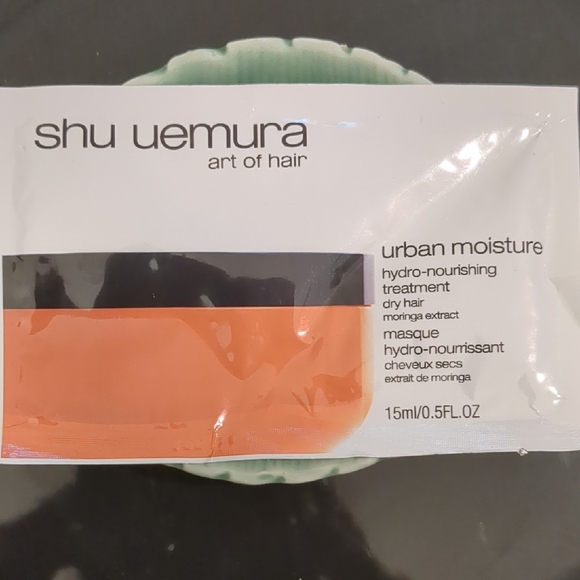 shu uemura
art of hair
urban moisture
hydro-nourishing
treatment
dry hair
moringa extract
masque
hydro-nourrissant
cheveux secs
extrait de moringa
15ml/0.5FL.OZ